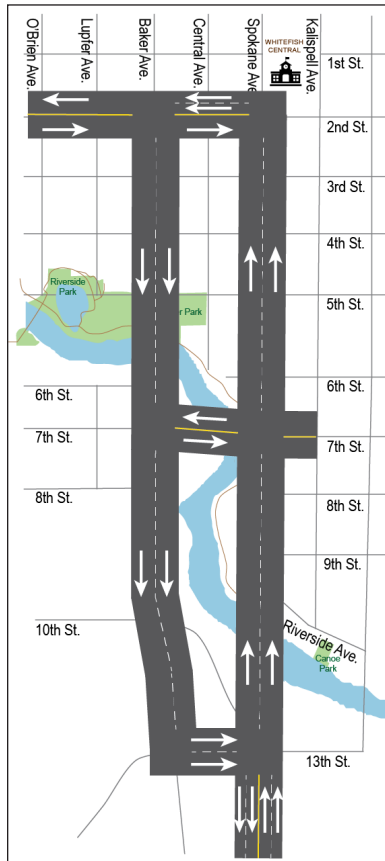 O'Brien Ave.
Lupfer Ave.
Baker Ave.
Central Ave.
Spokane Ave
Kalispell Ave.
WHITEFISH
CENTRAL
1st St.
2nd St.
3rd St.
4th St.
Riverside
Park
r Park
5th St.
6th St.
6th St.
7th St.
7th St.
8th St.
8th St.
9th St.
10th St.
Riverside Ave.
Canoe
Park
13th St.